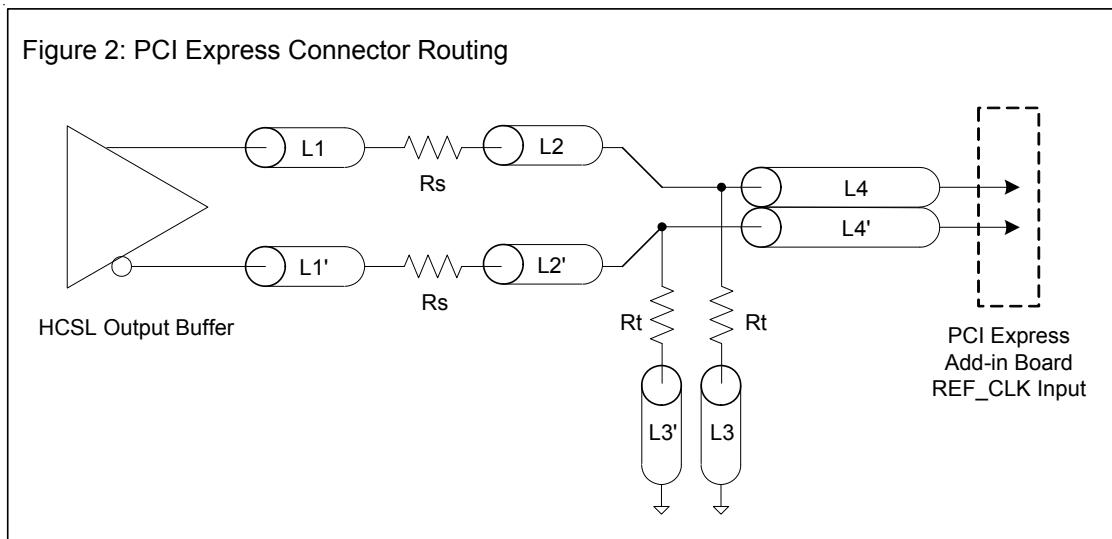 Figure 2: PCI Express Connector Routing
L1
Rs
L2
L4
L4'
L1'
Rs
L2'
HCSL Output Buffer
Rt
Rt
L3'
L3
PCI Express
Add-in Board
REF_CLK Input